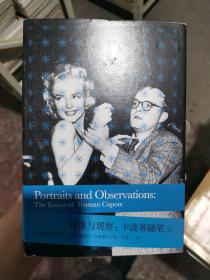 Portraits and Observations:
The Essays of Truman Capote
肖像与观察：卡波蒂随笔